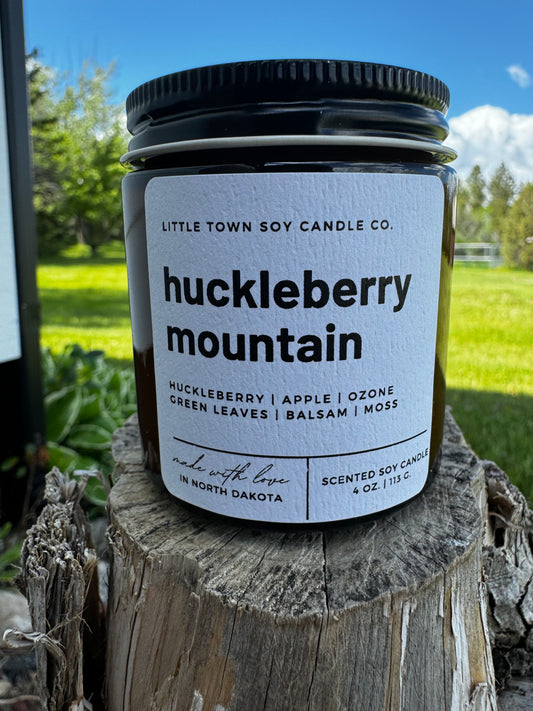 LITTLE TOWN SOY CANDLE CO.
huckleberry
mountain
HUCKLEBERRY | APPLE | OZONE
GREEN LEAVES | BALSAM | MOSS
made with love
IN NORTH DAKOTA
SCENTED SOY CANDLE
4 OZ. | 113 G.